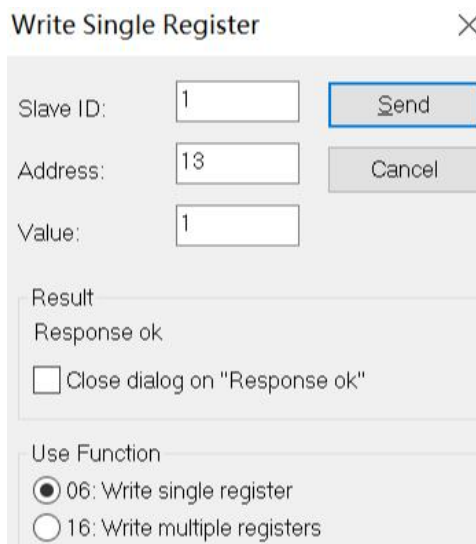 Write Single Register
Slave ID: 1 Send
Address: 13 Cancel
Value: 1
Result
Response ok
Close dialog on "Response ok"
Use Function
06: Write single register
16: Write multiple registers